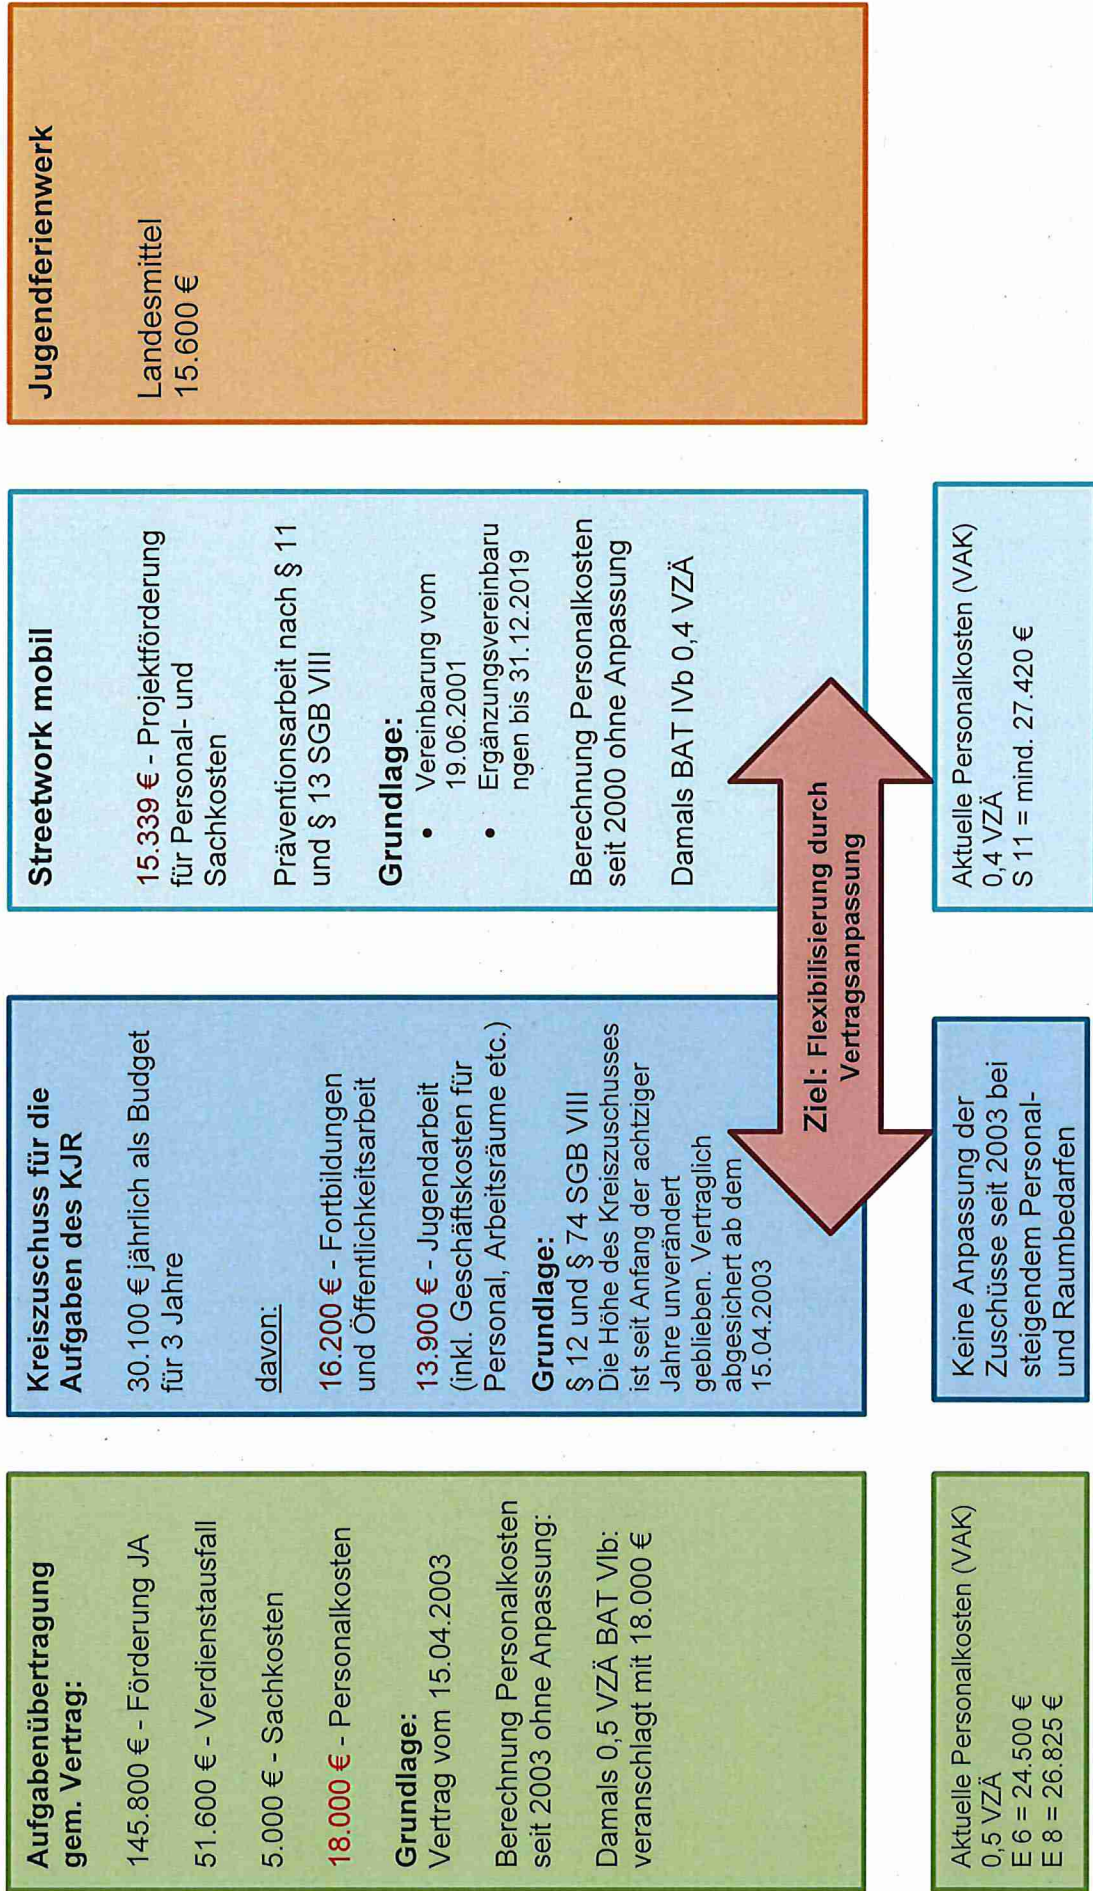 Aufgabenübertragung
gem. Vertrag:
145.800 € - Förderung JA
51.600 € - Verdienstausfall
5.000 € - Sachkosten
18.000 € - Personalkosten
Grundlage:
Vertrag vom 15.04.2003
Berechnung Personalkosten
seit 2003 ohne Anpassung:
Damals 0,5 VZÄ BAT VIb:
veranschlagt mit 18.000 €
Aktuelle Personalkosten (VAK)
0,5 VZÄ
E 6 = 24.500 €
E 8 = 26.825 €
Kreiszuschuss für die
Aufgaben des KJR
30.100 € jährlich als Budget
für 3 Jahre
davon:
16.200 € - Fortbildungen
und Öffentlichkeitsarbeit
13.900 € - Jugendarbeit
(inkl. Geschäftskosten für
Personal, Arbeitsräume etc.)
Grundlage:
§ 12 und § 74 SGB VIII
Die Höhe des Kreiszuschusses
ist seit Anfang der achtziger
Jahre unverändert
geblieben. Vertraglich
abgesichert ab dem
15.04.2003
Keine Anpassung der
Zuschüsse seit 2003 bei
steigendem Personal-
und Raumbedarfen
Ziel: Flexibilisierung durch
Vertragsanpassung
Streetwork mobil
15.339 € - Projektförderung
für Personal- und
Sachkosten
Präventionsarbeit nach § 11
und § 13 SGB VIII
Grundlage:
• Vereinbarung vom
19.06.2001
• Ergänzungsvereinbaru
ngen bis 31.12.2019
Berechnung Personalkosten
seit 2000 ohne Anpassung
Damals BAT IVb 0,4 VZÄ
Aktuelle Personalkosten (VAK)
0,4 VZÄ
S 11 = mind. 27.420 €
Jugendferienwerk
Landesmittel
15.600 €